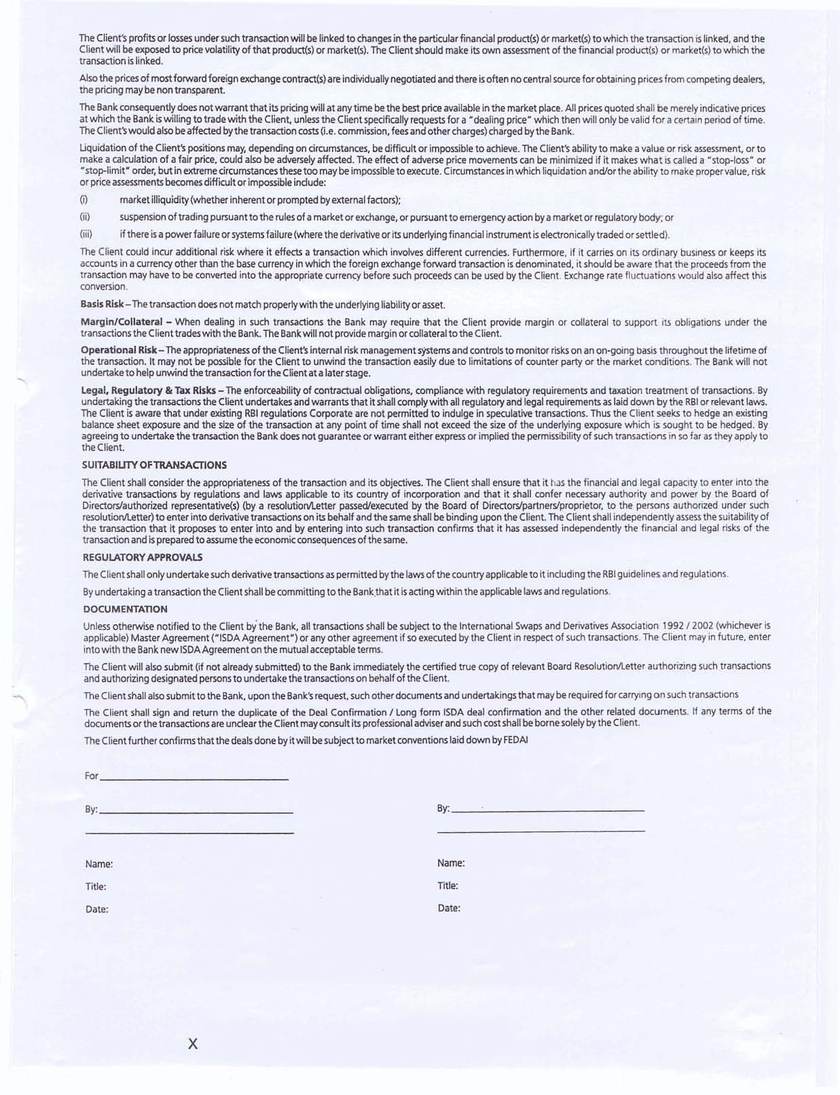 The Client's profits or losses under such transaction will be linked to changes in the particular financial product(s) or market(s) to which the transaction is linked, and the
Client will be exposed to price volatility of that product(s) or market(s). The Client should make its own assessment of the financial product(s) or market(s) to which the
transaction is linked.
Also the prices of most forward foreign exchange contract(s) are individually negotiated and there is often no central source for obtaining prices from competing dealers,
the pricing may be non transparent.
The Bank consequently does not warrant that its pricing will at any time be the best price available in the market place. All prices quoted shall be merely indicative prices
at which the Bank is willing to trade with the Client, unless the Client specifically requests for a "dealing price" which then will only be valid for a certain period of time.
The Client's would also be affected by the transaction costs (i.e. commission, fees and other charges) charged by the Bank.
Liquidation of the Client's positions may, depending on circumstances, be difficult or impossible to achieve. The Client's ability to make a value or risk assessment, or to
make a calculation of a fair price, could also be adversely affected. The effect of adverse price movements can be minimized if it makes what is called a "stop-loss" or
"stop-limit" order, but in extreme circumstances these too may be impossible to execute. Circumstances in which liquidation and/or the ability to make proper value, risk
or price assessments becomes difficult or impossible include:
(i) market illiquidity (whether inherent or prompted by external factors);
(ii) suspension of trading pursuant to the rules of a market or exchange, or pursuant to emergency action by a market or regulatory body; or
(iii) if there is a power failure or systems failure (where the derivative or its underlying financial instrument is electronically traded or settled).
The Client could incur additional risk where it effects a transaction which involves different currencies. Furthermore, if it carries on its ordinary business or keeps its
accounts in a currency other than the base currency in which the foreign exchange forward transaction is denominated, it should be aware that the proceeds from the
transaction may have to be converted into the appropriate currency before such proceeds can be used by the Client. Exchange rate fluctuations would also affect this
conversion.
Basis Risk – The transaction does not match properly with the underlying liability or asset.
Margin/Collateral – When dealing in such transactions the Bank may require that the Client provide margin or collateral to support its obligations under the
transactions the Client trades with the Bank. The Bank will not provide margin or collateral to the Client.
Operational Risk – The appropriateness of the Client's internal risk management systems and controls to monitor risks on an on-going basis throughout the lifetime of
the transaction. It may not be possible for the Client to unwind the transaction easily due to limitations of counter party or the market conditions. The Bank will not
undertake to help unwind the transaction for the Client at a later stage.
Legal, Regulatory & Tax Risks – The enforceability of contractual obligations, compliance with regulatory requirements and taxation treatment of transactions. By
undertaking the transactions the Client undertakes and warrants that it shall comply with all regulatory and legal requirements as laid down by the RBI or relevant laws.
The Client is aware that under existing RBI regulations Corporate are not permitted to indulge in speculative transactions. Thus the Client seeks to hedge an existing
balance sheet exposure and the size of the transaction at any point of time shall not exceed the size of the underlying exposure which is sought to be hedged. By
agreeing to undertake the transaction the Bank does not guarantee or warrant either express or implied the permissibility of such transactions in so far as they apply to
the Client.
SUITABILITY OF TRANSACTIONS
The Client shall consider the appropriateness of the transaction and its objectives. The Client shall ensure that it has the financial and legal capacity to enter into the
derivative transactions by regulations and laws applicable to its country of incorporation and that it shall confer necessary authority and power by the Board of
Directors/authorized representative(s) (by a resolution/Letter passed/executed by the Board of Directors/partners/proprietor, to the persons authorized under such
resolution/Letter) to enter into derivative transactions on its behalf and the same shall be binding upon the Client. The Client shall independently assess the suitability of
the transaction that it proposes to enter into and by entering into such transaction confirms that it has assessed independently the financial and legal risks of the
transaction and is prepared to assume the economic consequences of the same.
REGULATORY APPROVALS
The Client shall only undertake such derivative transactions as permitted by the laws of the country applicable to it including the RBI guidelines and regulations.
By undertaking a transaction the Client shall be committing to the Bank that it is acting within the applicable laws and regulations.
DOCUMENTATION
Unless otherwise notified to the Client by the Bank, all transactions shall be subject to the International Swaps and Derivatives Association 1992 / 2002 (whichever is
applicable) Master Agreement ("ISDA Agreement") or any other agreement if so executed by the Client in respect of such transactions. The Client may in future, enter
into with the Bank new ISDA Agreement on the mutual acceptable terms.
The Client will also submit (if not already submitted) to the Bank immediately the certified true copy of relevant Board Resolution/Letter authorizing such transactions
and authorizing designated persons to undertake the transactions on behalf of the Client.
The Client shall also submit to the Bank, upon the Bank's request, such other documents and undertakings that may be required for carrying on such transactions
The Client shall sign and return the duplicate of the Deal Confirmation / Long form ISDA deal confirmation and the other related documents. If any terms of the
documents or the transactions are unclear the Client may consult its professional adviser and such cost shall be borne solely by the Client.
The Client further confirms that the deals done by it will be subject to market conventions laid down by FEDAI
For
By: By:
Name: Name:
Title: Title:
Date: Date:
X